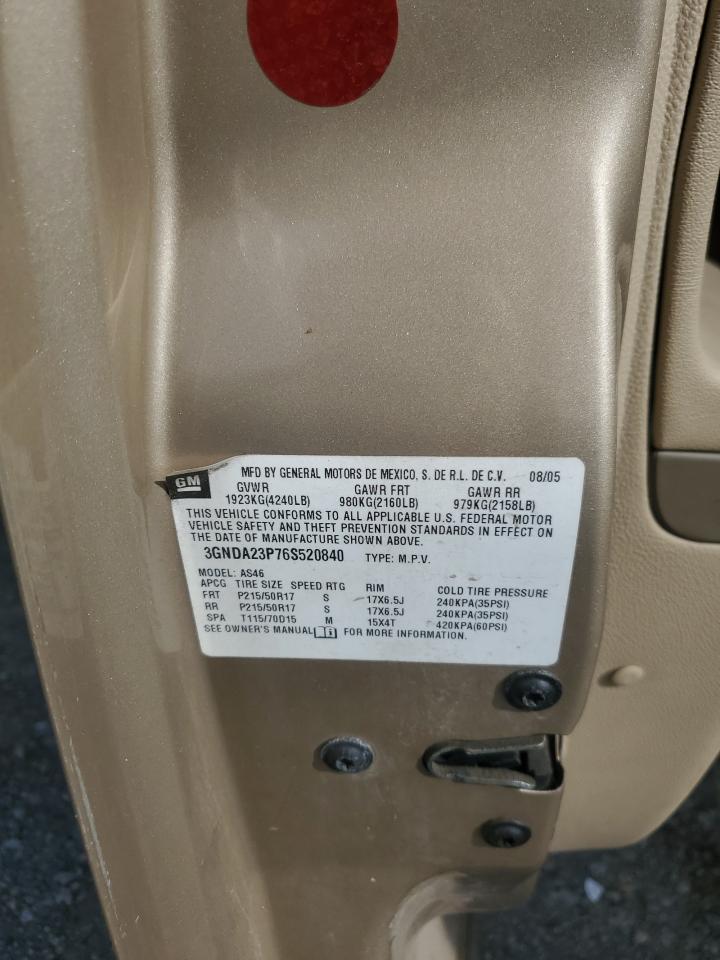 GM
MFD BY GENERAL MOTORS DE MEXICO, S. DE R.L. DE C.V. 08/05
GVWR GAWR FRT GAWR RR
1923KG(4240LB) 980KG(2160LB) 979KG(2158LB)
THIS VEHICLE CONFORMS TO ALL APPLICABLE U.S. FEDERAL MOTOR
VEHICLE SAFETY AND THEFT PREVENTION STANDARDS IN EFFECT ON
THE DATE OF MANUFACTURE SHOWN ABOVE.
3GNDA23P76S520840 TYPE: M.P.V.
MODEL: AS46
APCG TIRE SIZE SPEED RTG RIM COLD TIRE PRESSURE
FRT P215/50R17 S 17X6.5J 240KPA(35PSI)
RR P215/50R17 S 17X6.5J 240KPA(35PSI)
SPA T115/70D15 M 15X4T 420KPA(60PSI)
SEE OWNER'S MANUAL FOR MORE INFORMATION.